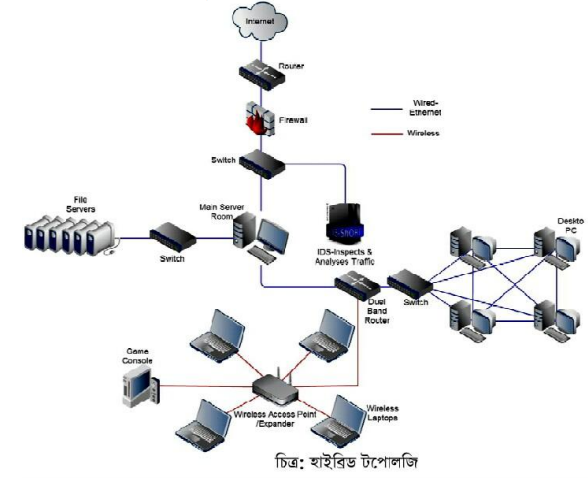 Internet
Router
Firewall
Wired-
Ethernet
Wireless
Switch
Main Server
Room
File
Servers
Switch
IDS-Inspects &
Analyses Traffic
Deskto
PC
Dual
Band
Router
Switch
Game
Console
Wireless Access Point
/Expander
Wireless
Laptops
চিত্র: হাইব্রিড টপোলজি